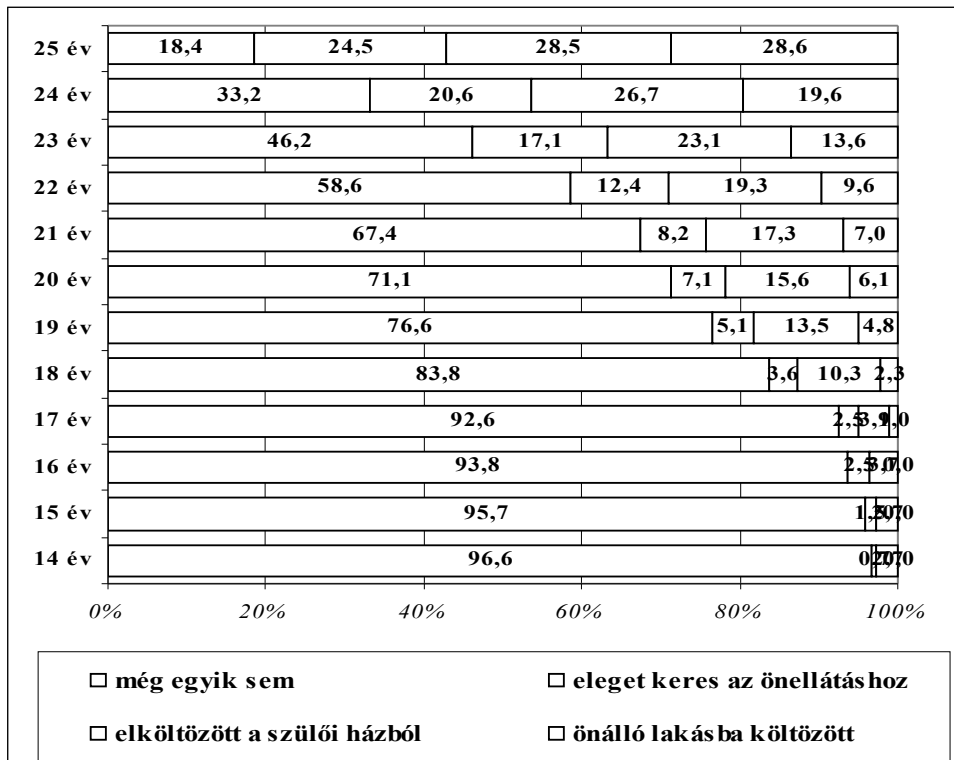 25 év 18,4 24,5 28,5 28,6
24 év 33,2 20,6 26,7 19,6
23 év 46,2 17,1 23,1 13,6
22 év 58,6 12,4 19,3 9,6
21 év 67,4 8,2 17,3 7,0
20 év 71,1 7,1 15,6 6,1
19 év 76,6 5,1 13,5 4,8
18 év 83,8 3,6 10,3 2,3
17 év 92,6
16 év 93,8
15 év 95,7
14 év 96,6
0% 20% 40% 60% 80% 100%
még egyik sem eleget keres az önellátáshoz
elköltözött a szülői házból önálló lakásba költözött